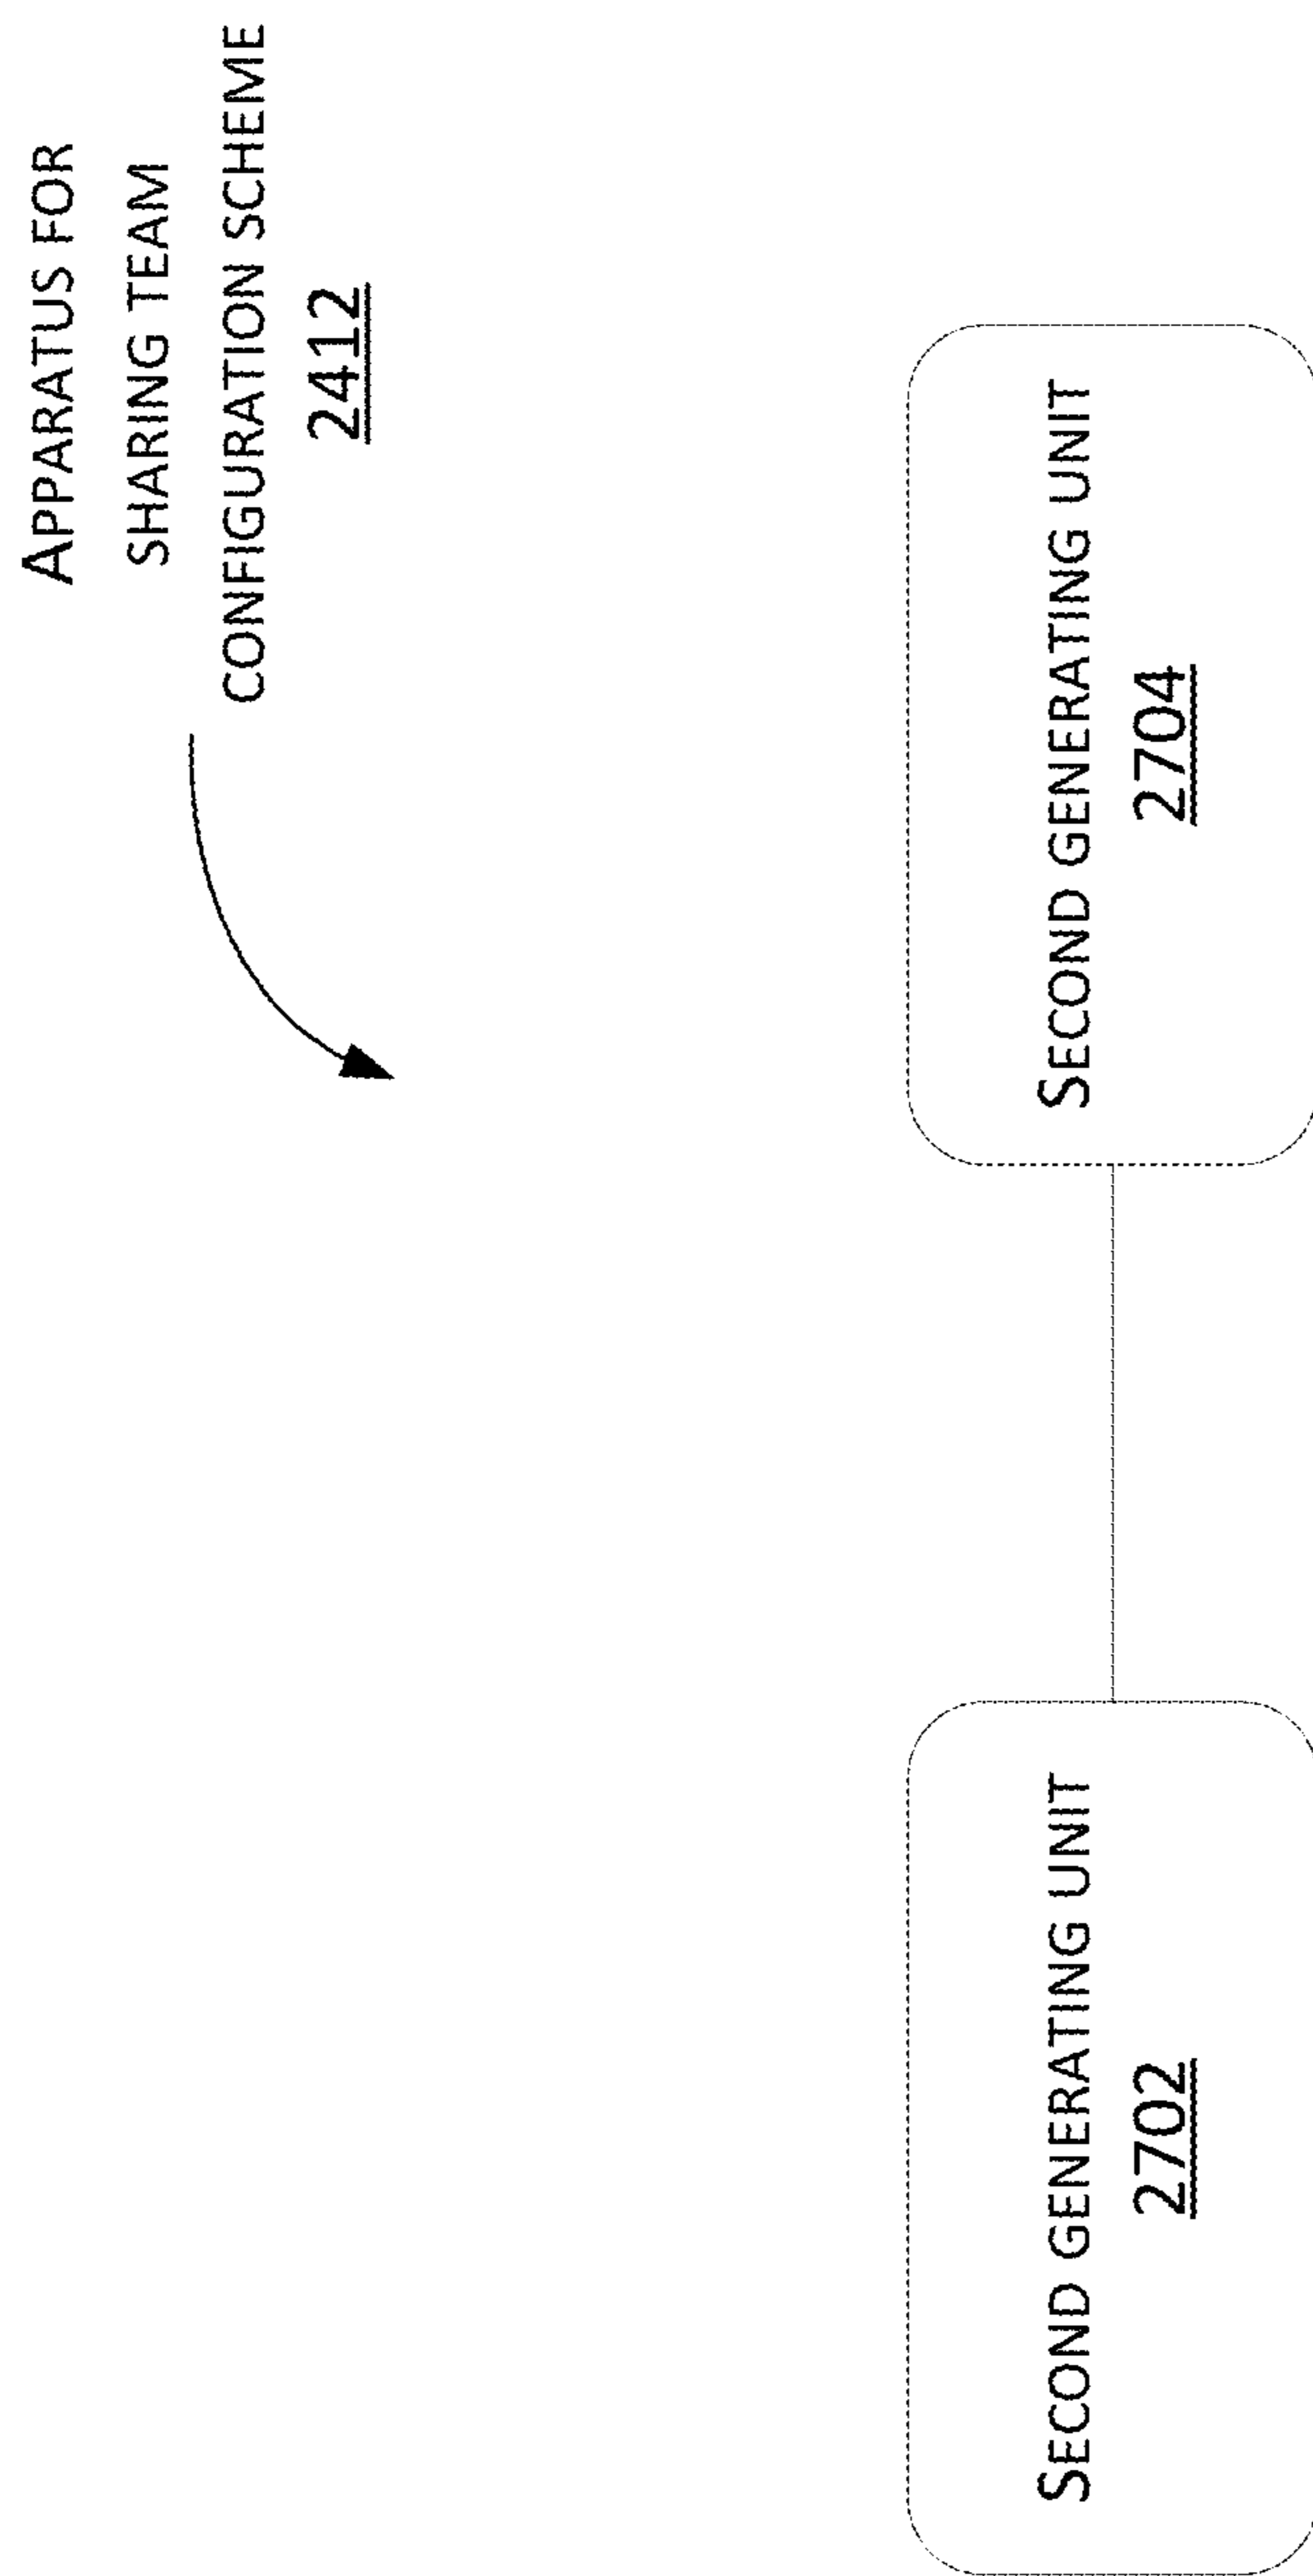 APPARATUS FOR
SHARING TEAM
CONFIGURATION SCHEME
2412
SECOND GENERATING UNIT
2702
SECOND GENERATING UNIT
2704